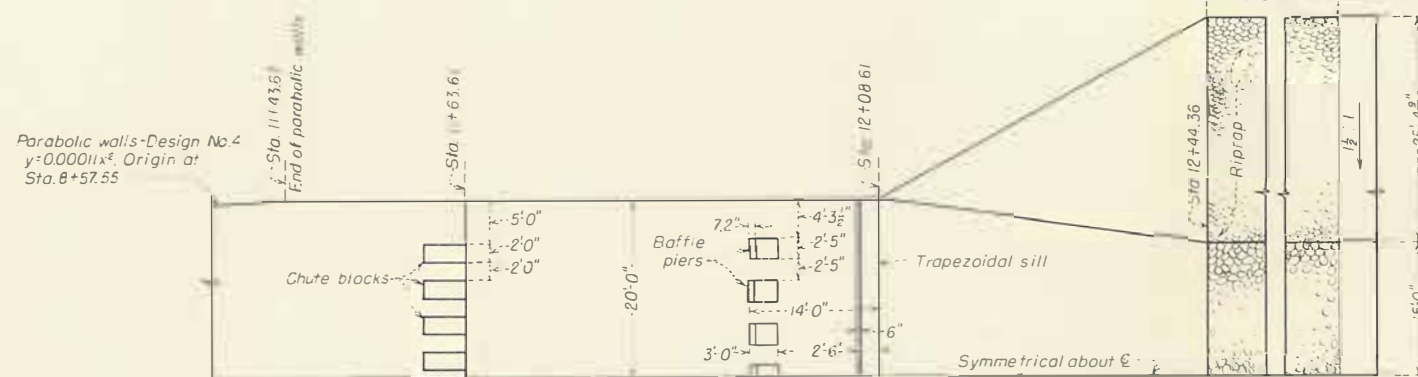 Parabolic walls-Design No.4
y=0.00011x². Origin at
Sta. 8+57.55
Sta. 11+43.6
End of parabolic walls
Sta. 11+63.61
Sta 12+08.61
Sta 12+44.36
Riprap
1½ : 1
5'-0"
2'-0"
2'-0"
Chute blocks
20'-0"
7.2"
Baffle
piers
4'-3½"
2'-5"
2'-5"
14'-0"
6"
3'-0"
2'-6"
Trapezoidal sill
Symmetrical about ℄